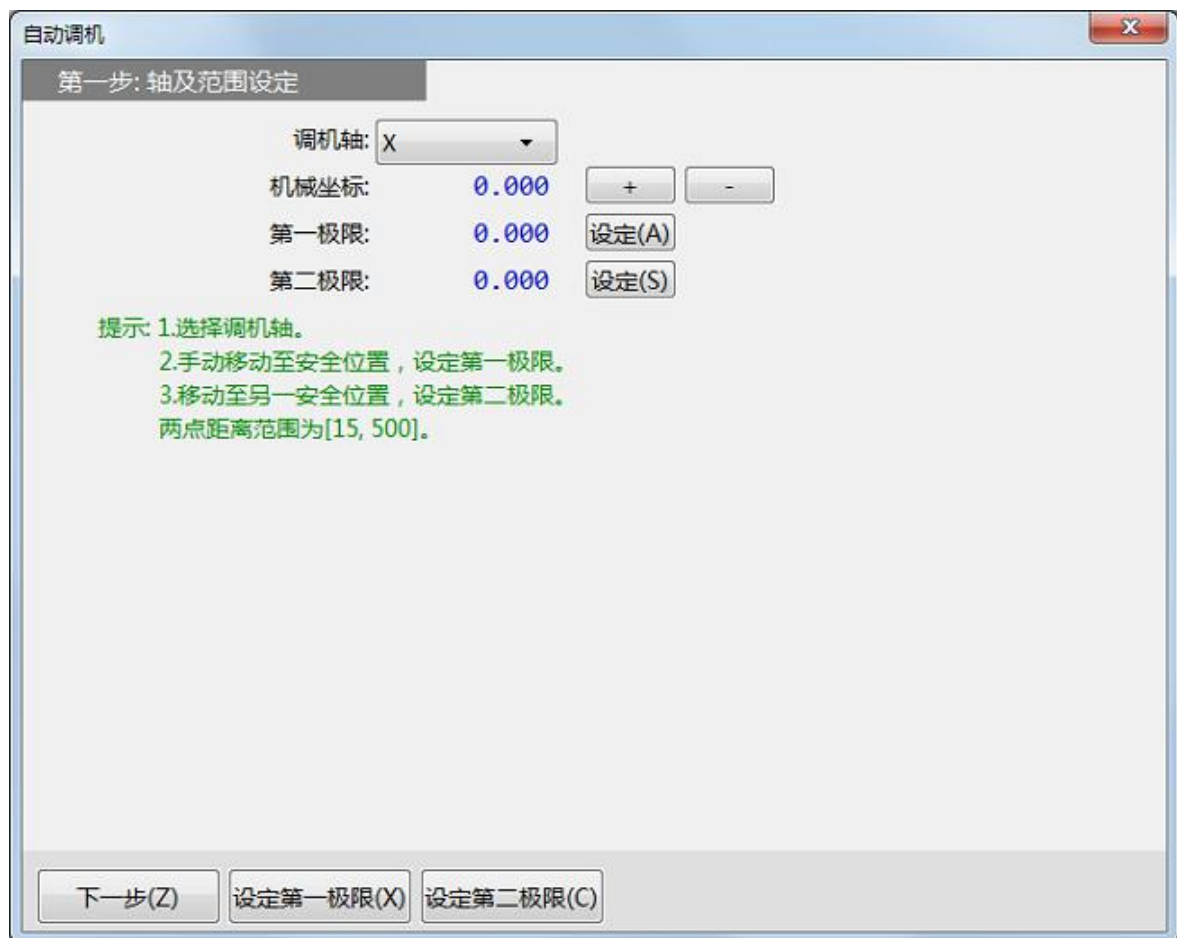 自动调机
X
第一步: 轴及范围设定
调机轴: X
机械坐标: 0.000 + -
第一极限: 0.000 设定(A)
第二极限: 0.000 设定(S)
提示: 1.选择调机轴。
2.手动移动至安全位置，设定第一极限。
3.移动至另一安全位置，设定第二极限。
两点距离范围为[15, 500]。
下一步(Z) 设定第一极限(X) 设定第二极限(C)